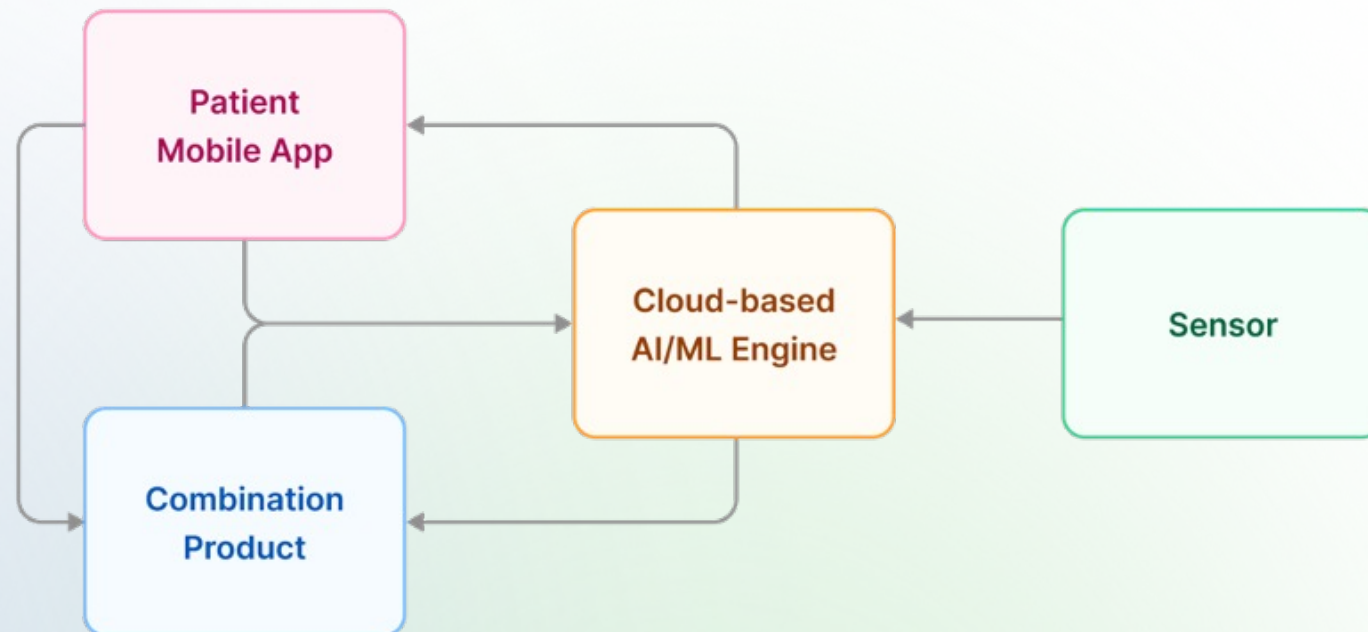 Patient
Mobile App
Cloud-based
AI/ML Engine
Sensor
Combination
Product